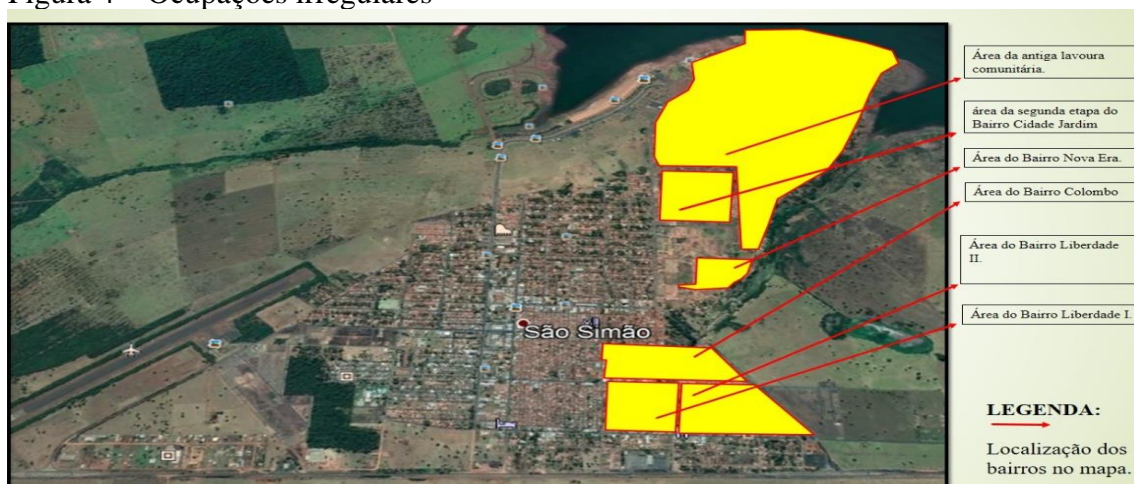 Figura 4 – Ocupações irregulares
Área da antiga lavoura
comunitária.
área da segunda etapa do
Bairro Cidade Jardim
Área do Bairro Nova Era.
Área do Bairro Colombo
Área do Bairro Liberdade
II.
Área do Bairro Liberdade I.
São Simão
LEGENDA:
Localização dos
bairros no mapa.